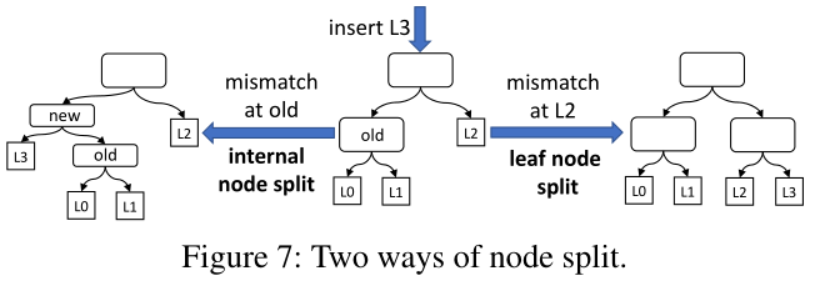 insert L3
mismatch
at old
internal
node split
mismatch
at L2
leaf node
split
new
L3
old
L0
L1
L2
old
L2
L0
L1
L0
L1
L2
L3
Figure 7: Two ways of node split.